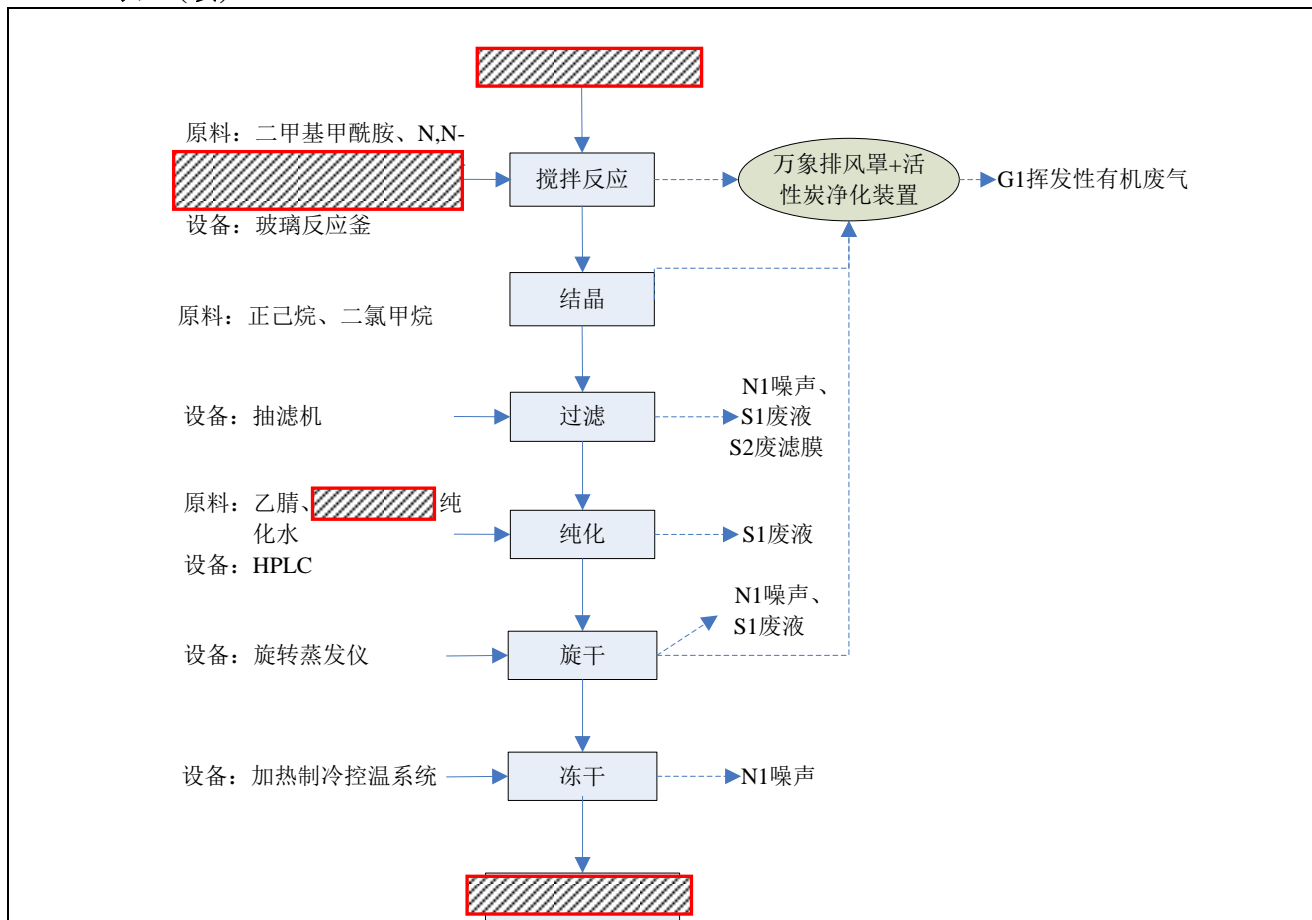 原料：二甲基甲酰胺、N,N-
设备：玻璃反应釜
搅拌反应
万象排风罩+活
性炭净化装置
G1挥发性有机废气
结晶
原料：正己烷、二氯甲烷
设备：抽滤机
过滤
N1噪声、
S1废液
S2废滤膜
原料：乙腈、 纯
化水
设备：HPLC
纯化
S1废液
N1噪声、
S1废液
设备：旋转蒸发仪
旋干
设备：加热制冷控温系统
冻干
N1噪声